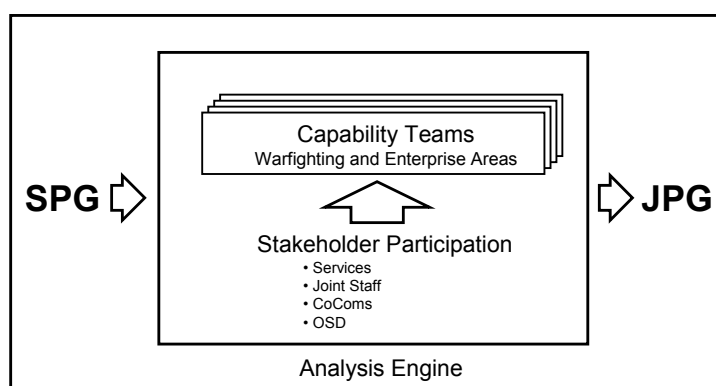 Capability Teams
Warfighting and Enterprise Areas
SPG
JPG
Stakeholder Participation
• Services
• Joint Staff
• CoComs
• OSD
Analysis Engine